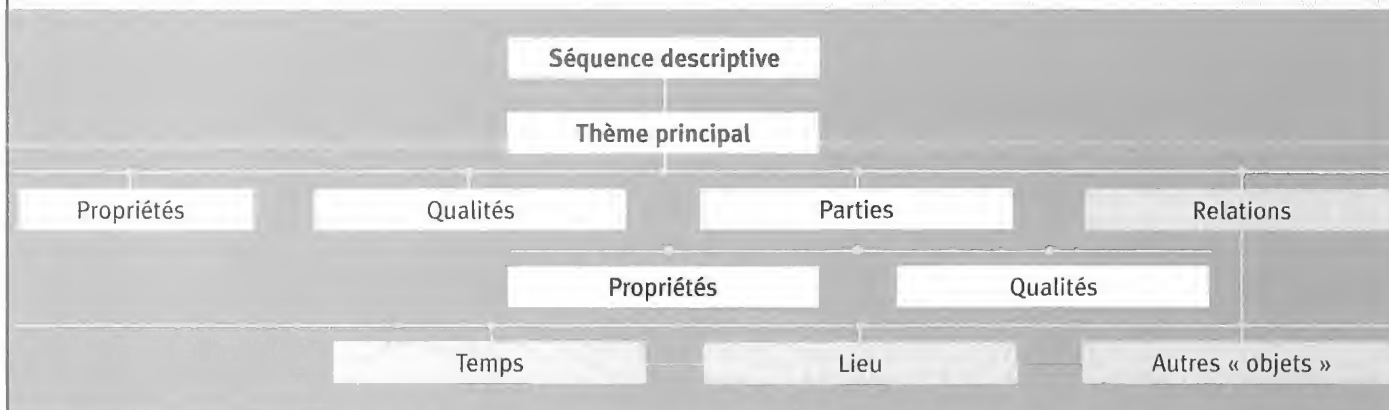 Séquence descriptive
Thème principal
Propriétés Qualités Parties Relations
Propriétés Qualités
Temps Lieu Autres « objets »